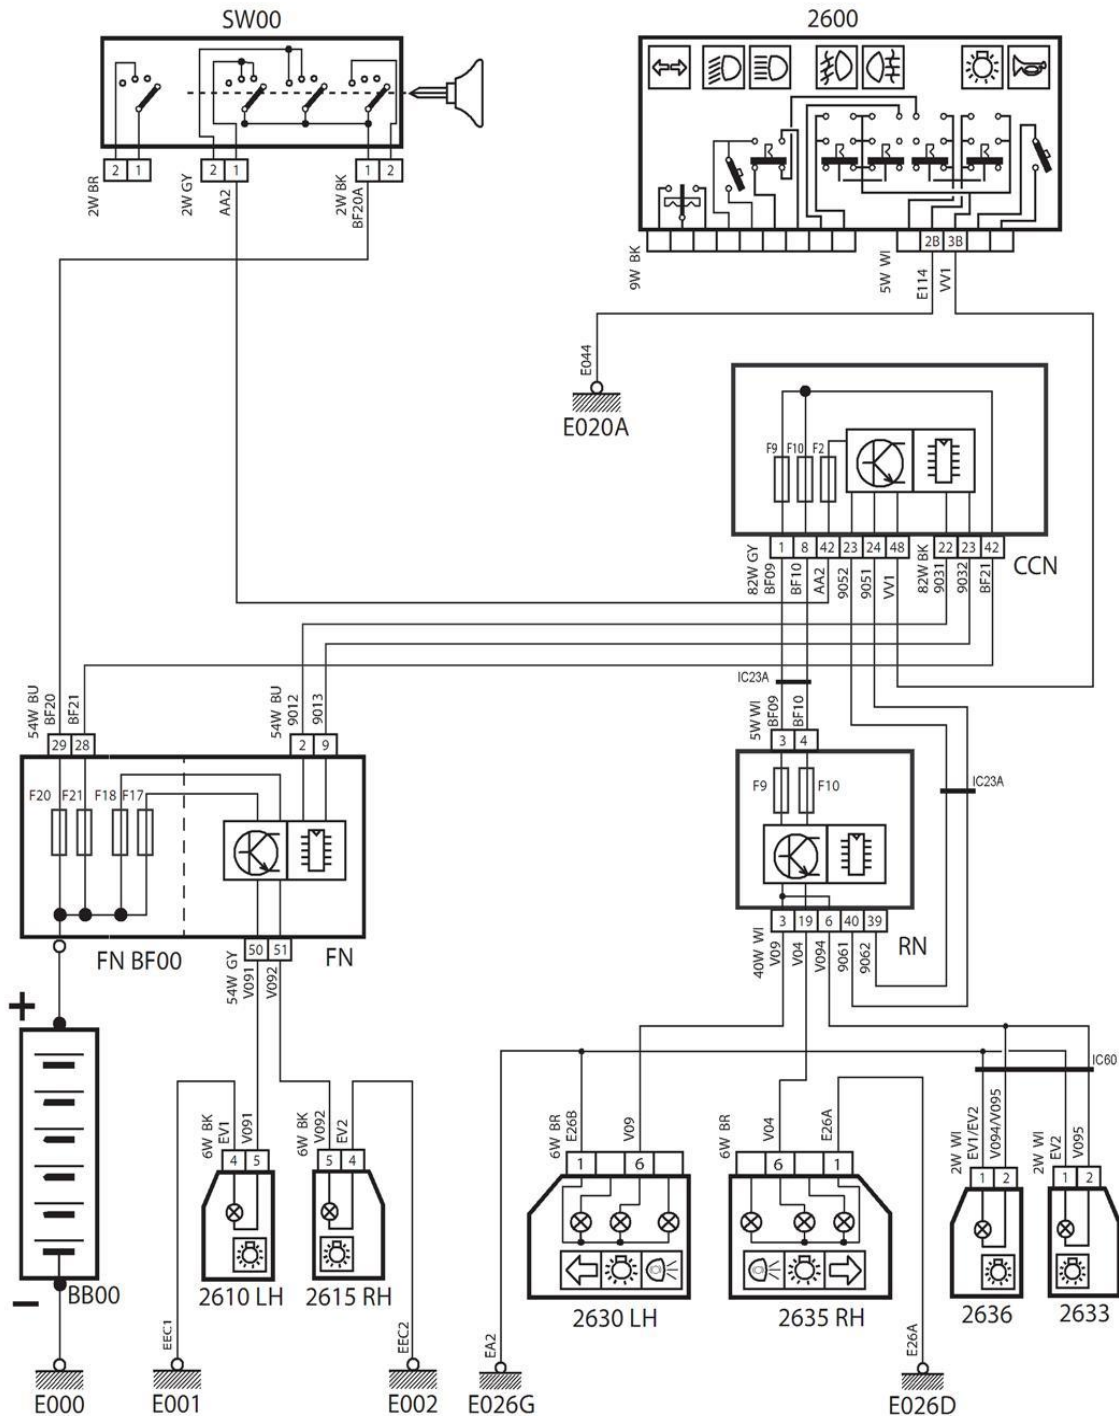 SW00
2600
2 1
2 1
1 2
2W BR
2W GY
AA2
2W BK
BF20A
9W BK
5W WI
2B 3B
E114
VV1
E044
E020A
F9 F10 F2
1 8 42 23 24 48 22 23 42
CCN
82W GY
BF09
BF10
AA2
9052
9051
VV1
82W BK
9031
9032
BF21
IC23A
54W BU
BF20
BF21
54W BU
9012
9013
29 28
2 9
5W WI
BF09
BF10
3 4
IC23A
F20 F21 F18 F17
F9 F10
FN BF00
FN
50 51
54W GY
V091
V092
3 19 6 40 39
RN
40W WI
V09
V04
V094
9061
9062
+
IC60
6W BK
EV1
V091
4 5
6W BK
V092
EV2
5 4
6W BR
E26B
V09
1 6
6W BR
V04
E26A
6 1
2W WI
EV1/EV2
V094/V095
1 2
2W WI
EV2
V095
1 2
BB00
–
2610 LH
2615 RH
2630 LH
2635 RH
2636
2633
EEC1
EEC2
EA2
E26A
E000
E001
E002
E026G
E026D